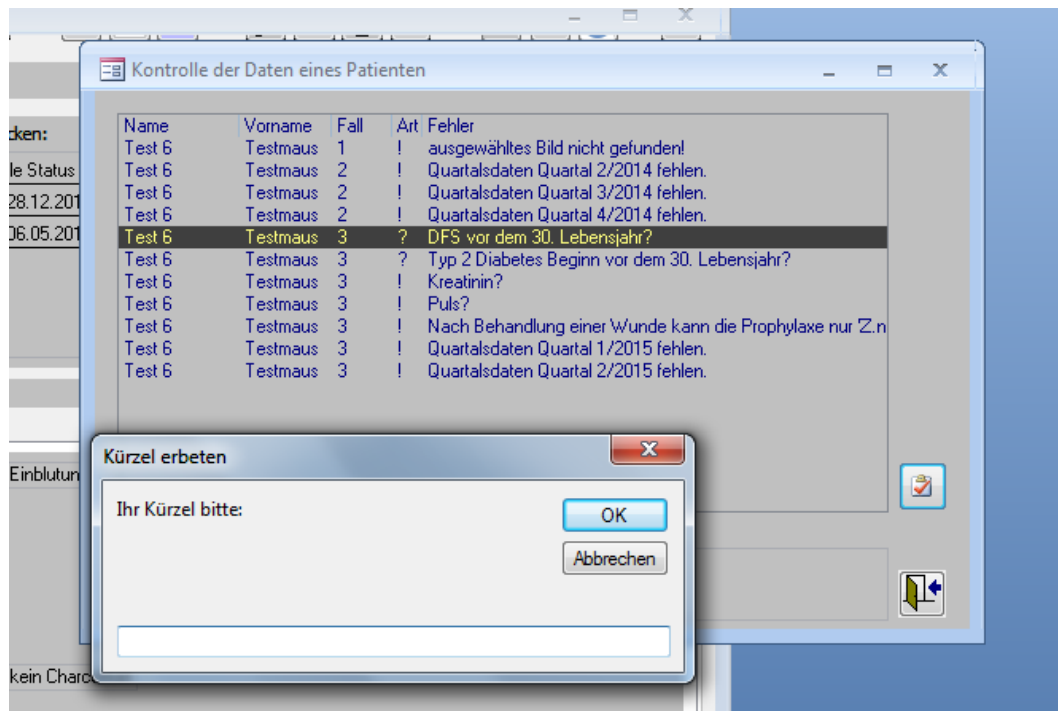 Kontrolle der Daten eines Patienten
Name Vorname Fall Art Fehler
Test 6 Testmaus 1 ! ausgewähltes Bild nicht gefunden!
Test 6 Testmaus 2 ! Quartalsdaten Quartal 2/2014 fehlen.
Test 6 Testmaus 2 ! Quartalsdaten Quartal 3/2014 fehlen.
Test 6 Testmaus 2 ! Quartalsdaten Quartal 4/2014 fehlen.
Test 6 Testmaus 3 ? DFS vor dem 30. Lebensjahr?
Test 6 Testmaus 3 ? Typ 2 Diabetes Beginn vor dem 30. Lebensjahr?
Test 6 Testmaus 3 ! Kreatinin?
Test 6 Testmaus 3 ! Puls?
Test 6 Testmaus 3 ! Nach Behandlung einer Wunde kann die Prophylaxe nur 'Z.n
Test 6 Testmaus 3 ! Quartalsdaten Quartal 1/2015 fehlen.
Test 6 Testmaus 3 ! Quartalsdaten Quartal 2/2015 fehlen.
cken:
le Status
28.12.201
06.05.201
Einblutun
kein Charc
Kürzel erbeten
Ihr Kürzel bitte:
OK
Abbrechen